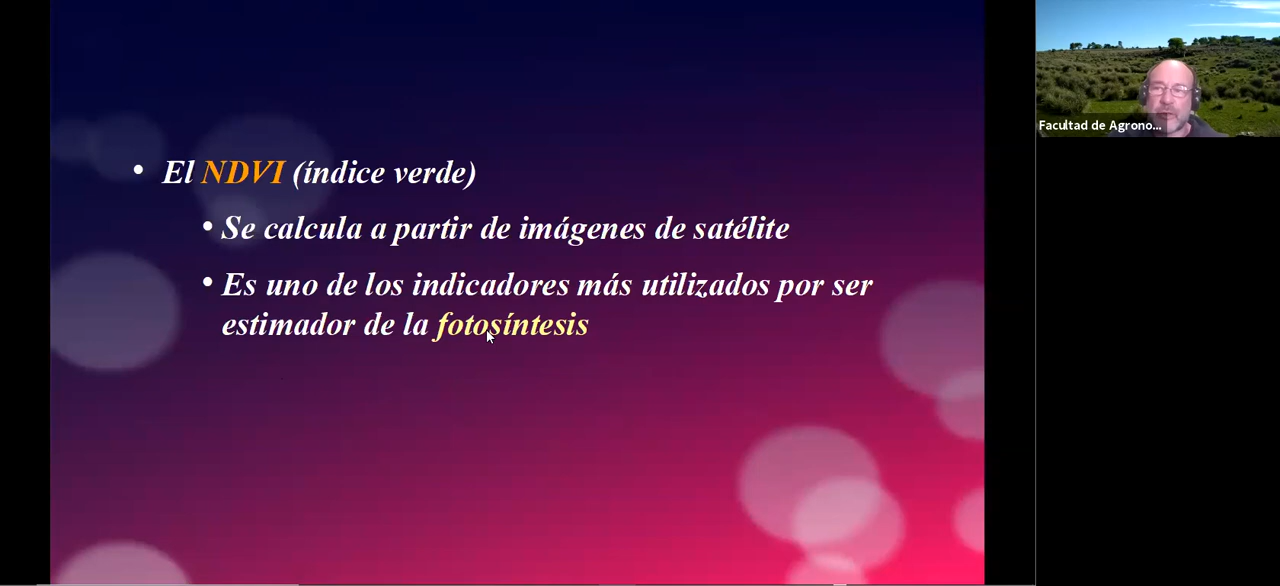 • El NDVI (índice verde)
• Se calcula a partir de imágenes de satélite
• Es uno de los indicadores más utilizados por ser
estimador de la fotosíntesis
Facultad de Agrono...